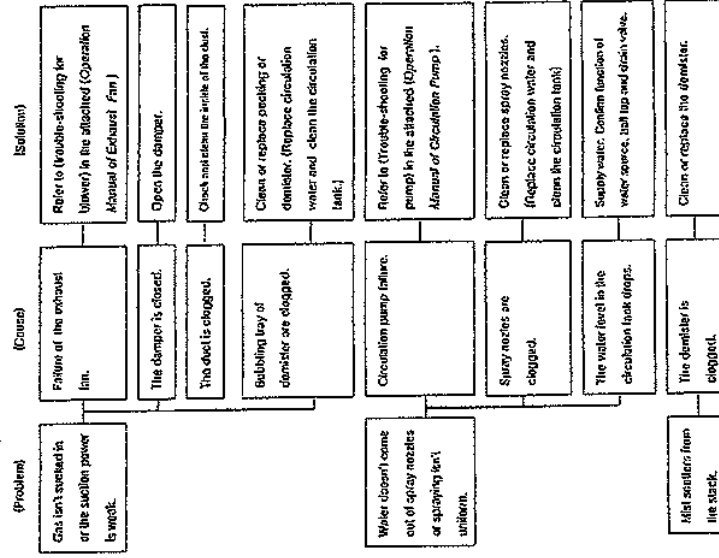 (Problem)
(Cause)
(Solution)
Gas isn't sucked in
or the suction power
is weak.
Failure of the exhaust
fan.
Refer to (trouble-shooting for
blower) in the attached (Operation
Manual of Exhaust Fan)
The damper is closed.
Open the damper.
The duct is clogged.
Check and clean the inside of the dust.
Bubbling tray of
demister are clogged.
Clean or replace packing or
demister. (Replace circulation
water and clean the circulation
tank.)
Water doesn't come
out of spray nozzles
or spraying isn't
uniform.
Circulation pump failure.
Refer to (Trouble-shooting for
pump) in the attached (Operation
Manual of Circulation Pump).
Spray nozles are
clogged.
Clean or replace spray nozzles.
(Replace circulation water and
clean the circulation tank)
The water level in the
circulation tank drops.
Supply water. Confirm function of
water source, ball tap and drain valve.
Mist scatters from
the stack.
The demister is
clogged.
Clean or replace the demister.